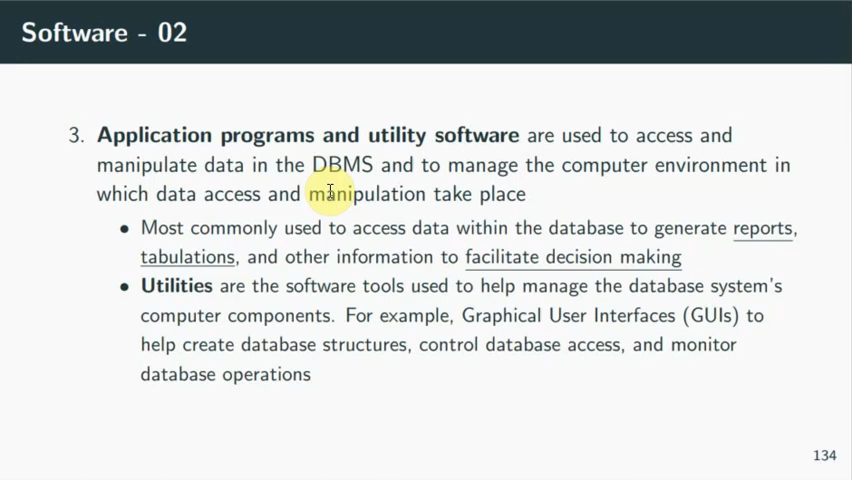 Software - 02
3. Application programs and utility software are used to access and
manipulate data in the DBMS and to manage the computer environment in
which data access and manipulation take place
• Most commonly used to access data within the database to generate reports,
tabulations, and other information to facilitate decision making
• Utilities are the software tools used to help manage the database system's
computer components. For example, Graphical User Interfaces (GUIs) to
help create database structures, control database access, and monitor
database operations
134